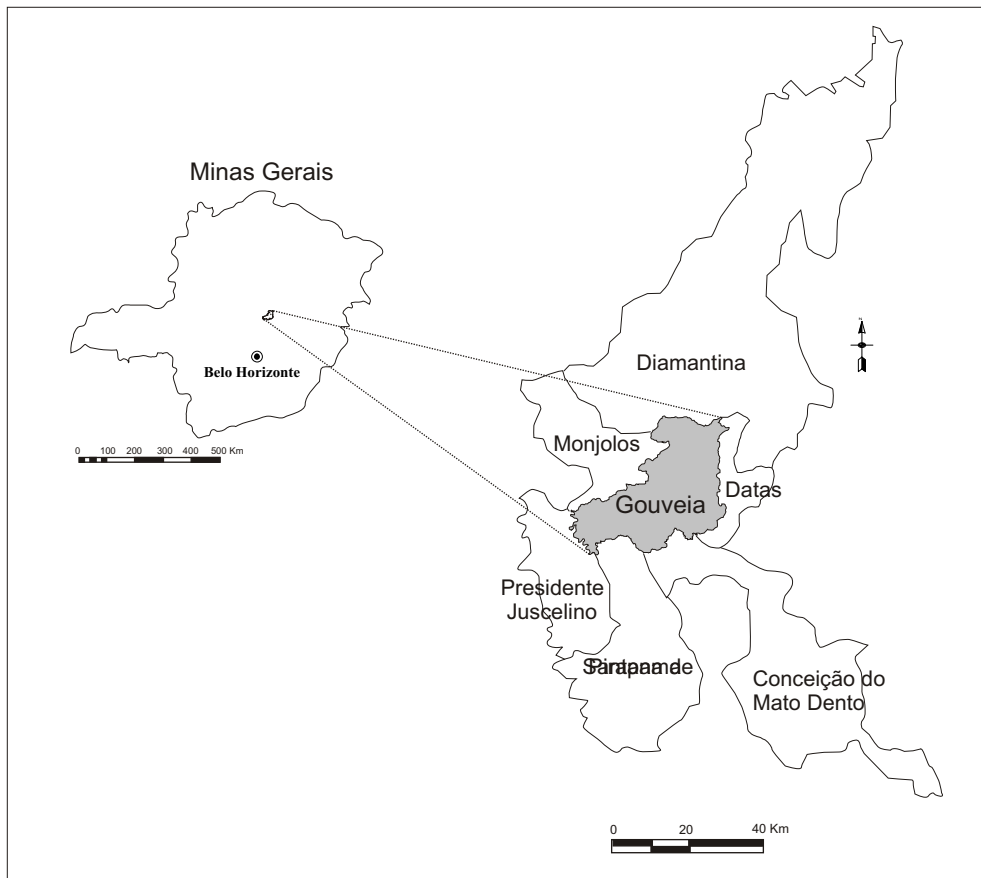 Minas Gerais
Belo Horizonte
0 100 200 300 400 500 Km
Diamantina
Monjolos
Gouveia
Datas
Presidente
Juscelino
Conceição do
Mato Dento
0 20 40 Km